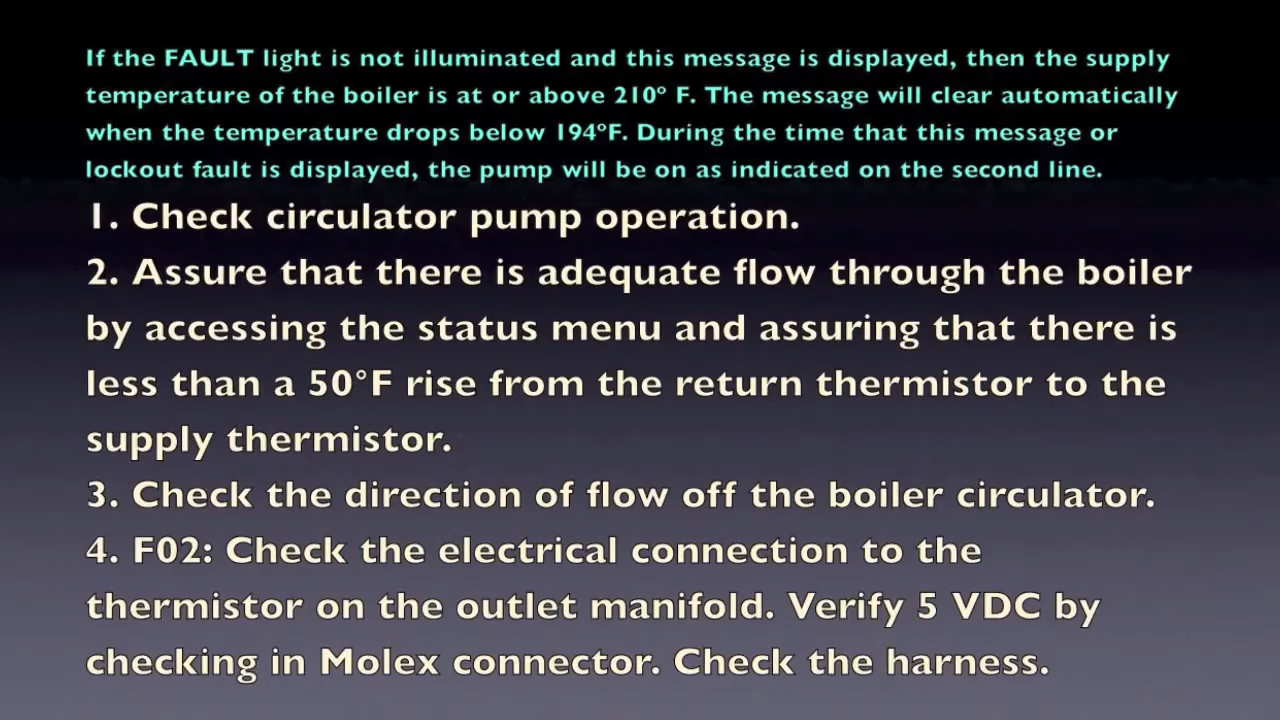 If the FAULT light is not illuminated and this message is displayed, then the supply
temperature of the boiler is at or above 210º F. The message will clear automatically
when the temperature drops below 194ºF. During the time that this message or
lockout fault is displayed, the pump will be on as indicated on the second line.
1. Check circulator pump operation.
2. Assure that there is adequate flow through the boiler
by accessing the status menu and assuring that there is
less than a 50°F rise from the return thermistor to the
supply thermistor.
3. Check the direction of flow off the boiler circulator.
4. F02: Check the electrical connection to the
thermistor on the outlet manifold. Verify 5 VDC by
checking in Molex connector. Check the harness.